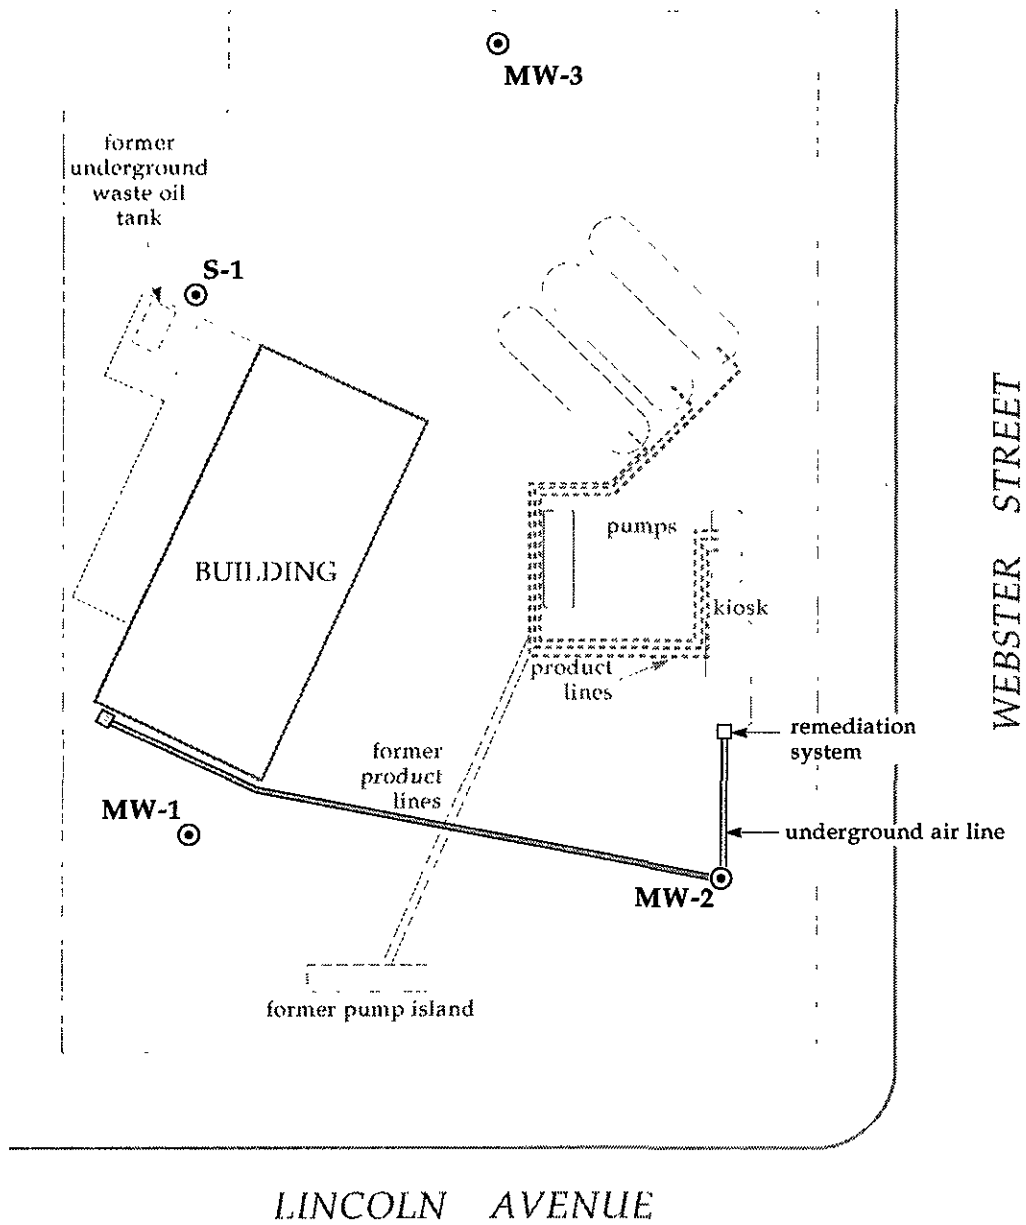 MW-3
former
underground
waste oil
tank
S-1
pumps
BUILDING
kiosk
product
lines
WEBSTER STREET
remediation
system
former
product
lines
MW-1
underground air line
MW-2
former pump island
LINCOLN AVENUE